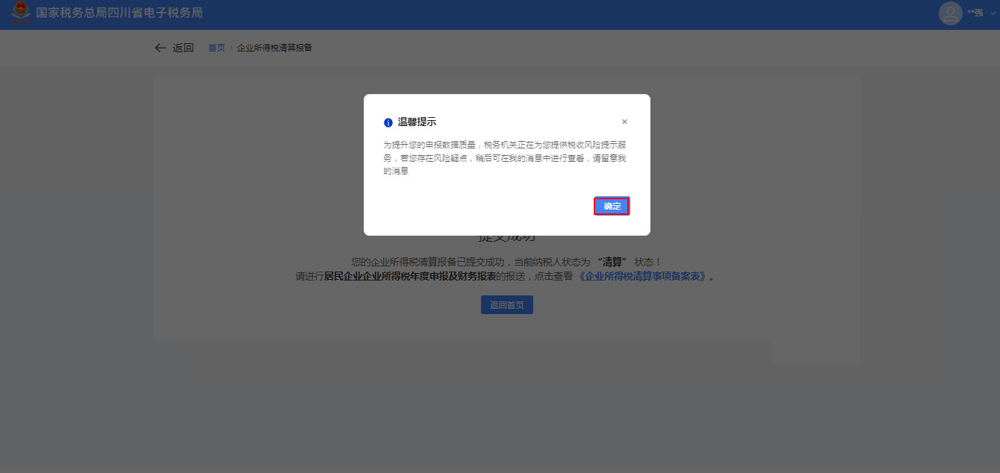 国家税务总局四川省电子税务局
**强
返回 首页 › 企业所得税清算报备
温馨提示
为提升您的申报数据质量，税务机关正在为您提供税收风险提示服
务，若您存在风险疑点，稍后可在我的消息中进行查看，请留意我
的消息
确定
提交成功
您的企业所得税清算报备已提交成功，当前纳税人状态为 “清算” 状态！
请进行居民企业企业所得税年度申报及财务报表的报送，点击查看 《企业所得税清算事项备案表》。
返回首页